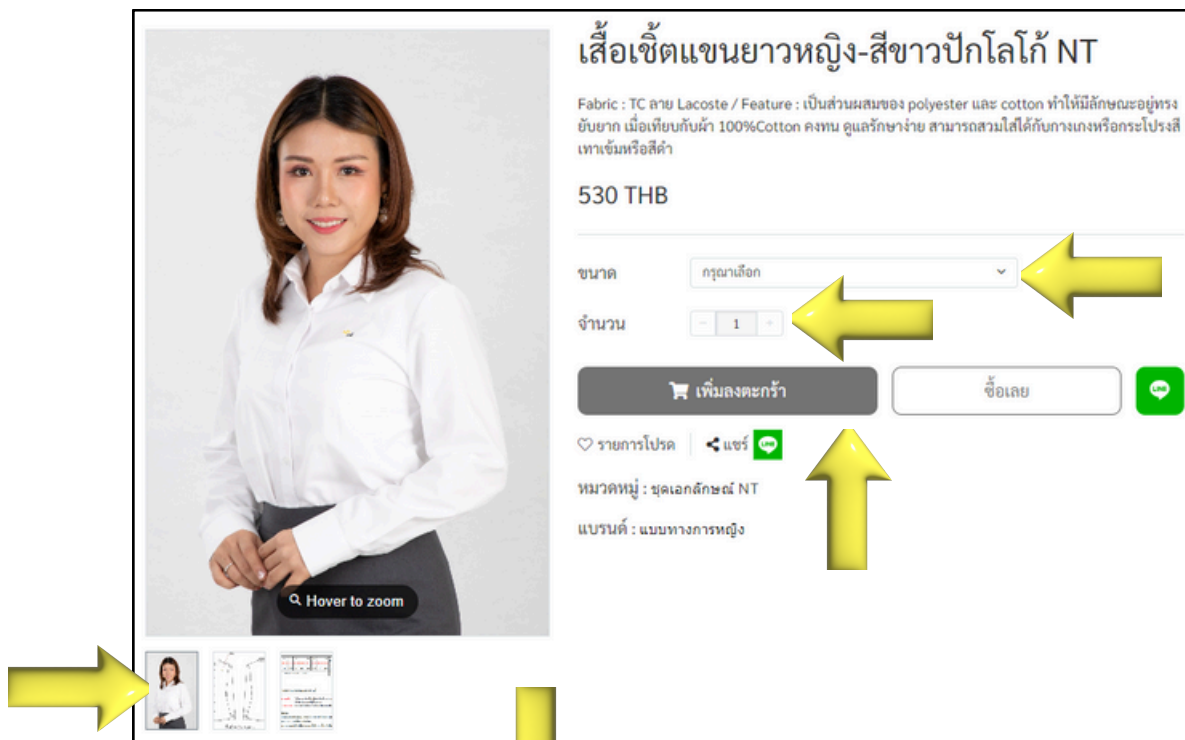 เสื้อเชิ้ตแขนยาวหญิง-สีขาวปักโลโก้ NT
Fabric : TC ลาย Lacoste / Feature : เป็นส่วนผสมของ polyester และ cotton ทำให้มีลักษณะอยู่ทรง
ยับยาก เมื่อเทียบกับผ้า 100%Cotton คงทน ดูแลรักษาง่าย สามารถสวมใส่ได้กับกางเกงหรือกระโปรงสี
เทาเข้มหรือสีดำ
530 THB
ขนาด กรุณาเลือก
จำนวน - 1 +
เพิ่มลงตะกร้า ซื้อเลย LINE
รายการโปรด แชร์ LINE
หมวดหมู่ : ชุดเอกลักษณ์ NT
แบรนด์ : แบบทางการหญิง
Hover to zoom